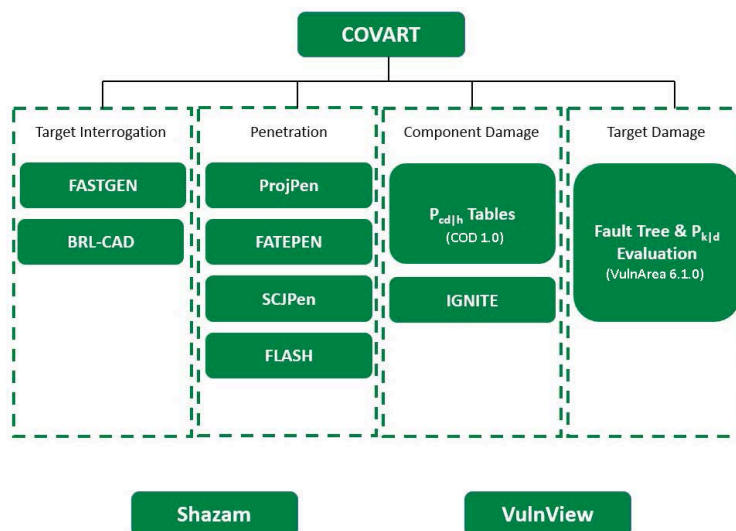 COVART
Target Interrogation
FASTGEN
BRL-CAD
Penetration
ProjPen
FATEPEN
SCJPen
FLASH
Component Damage
Pcd|h Tables
(COD 1.0)
IGNITE
Target Damage
Fault Tree & Pk|d
Evaluation
(VulnArea 6.1.0)
Shazam
VulnView